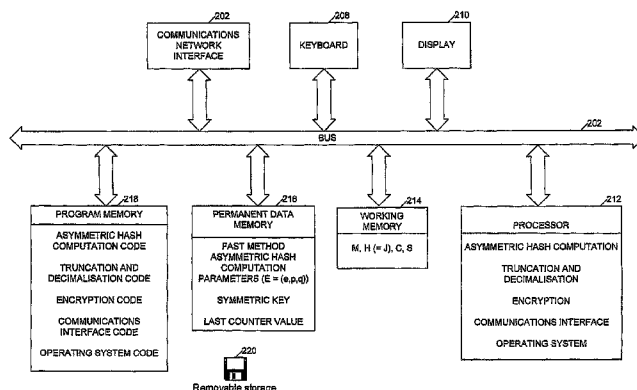 202
COMMUNICATIONS
NETWORK
INTERFACE
208
KEYBOARD
210
DISPLAY
202
BUS
218
PROGRAM MEMORY
ASYMMETRIC HASH
COMPUTATION CODE
TRUNCATION AND
DECIMALISATION CODE
ENCRYPTION CODE
COMMUNICATIONS
INTERFACE CODE
OPERATING SYSTEM CODE
216
PERMANENT DATA
MEMORY
FAST METHOD
ASYMMETRIC HASH
COMPUTATION
PARAMETERS (E = (e,p,q))
SYMMETRIC KEY
LAST COUNTER VALUE
214
WORKING
MEMORY
M, H (= J), C, S
212
PROCESSOR
ASYMMETRIC HASH COMPUTATION
TRUNCATION AND
DECIMALISATION
ENCRYPTION
COMMUNICATIONS INTERFACE
OPERATING SYSTEM
220
Removable storage